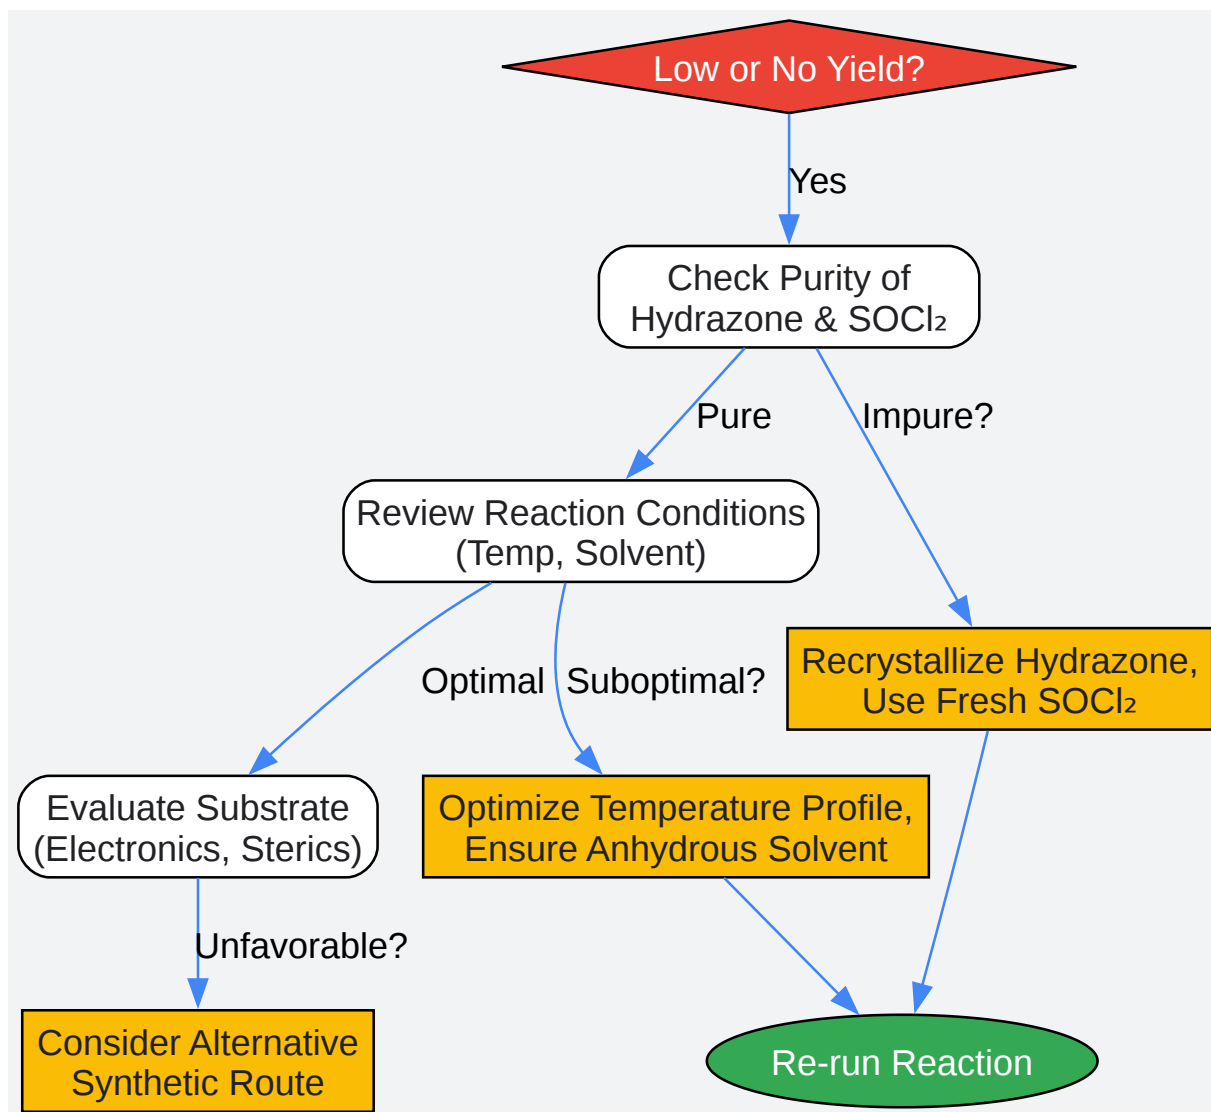 Low or No Yield?
Yes
Check Purity of
Hydrazone & SOCl₂
Pure
Impure?
Review Reaction Conditions
(Temp, Solvent)
Optimal
Suboptimal?
Recrystallize Hydrazone,
Use Fresh SOCl₂
Evaluate Substrate
(Electronics, Sterics)
Optimize Temperature Profile,
Ensure Anhydrous Solvent
Unfavorable?
Consider Alternative
Synthetic Route
Re-run Reaction